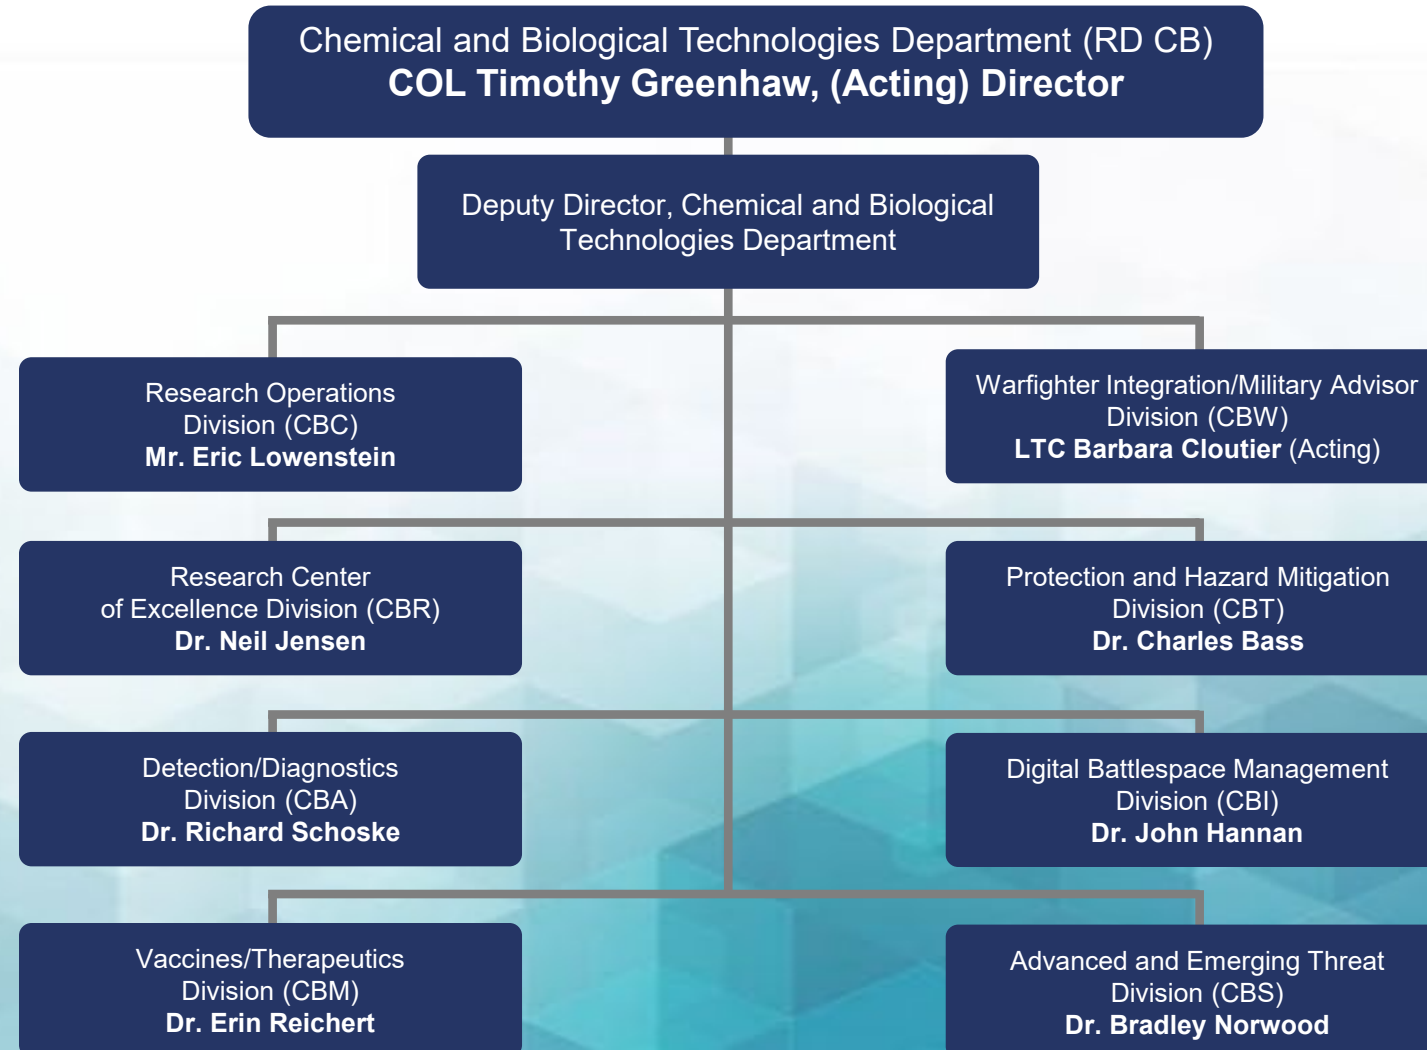 Chemical and Biological Technologies Department (RD CB)
COL Timothy Greenhaw, (Acting) Director
Deputy Director, Chemical and Biological
Technologies Department
Research Operations
Division (CBC)
Mr. Eric Lowenstein
Warfighter Integration/Military Advisor
Division (CBW)
LTC Barbara Cloutier (Acting)
Research Center
of Excellence Division (CBR)
Dr. Neil Jensen
Protection and Hazard Mitigation
Division (CBT)
Dr. Charles Bass
Detection/Diagnostics
Division (CBA)
Dr. Richard Schoske
Digital Battlespace Management
Division (CBI)
Dr. John Hannan
Vaccines/Therapeutics
Division (CBM)
Dr. Erin Reichert
Advanced and Emerging Threat
Division (CBS)
Dr. Bradley Norwood